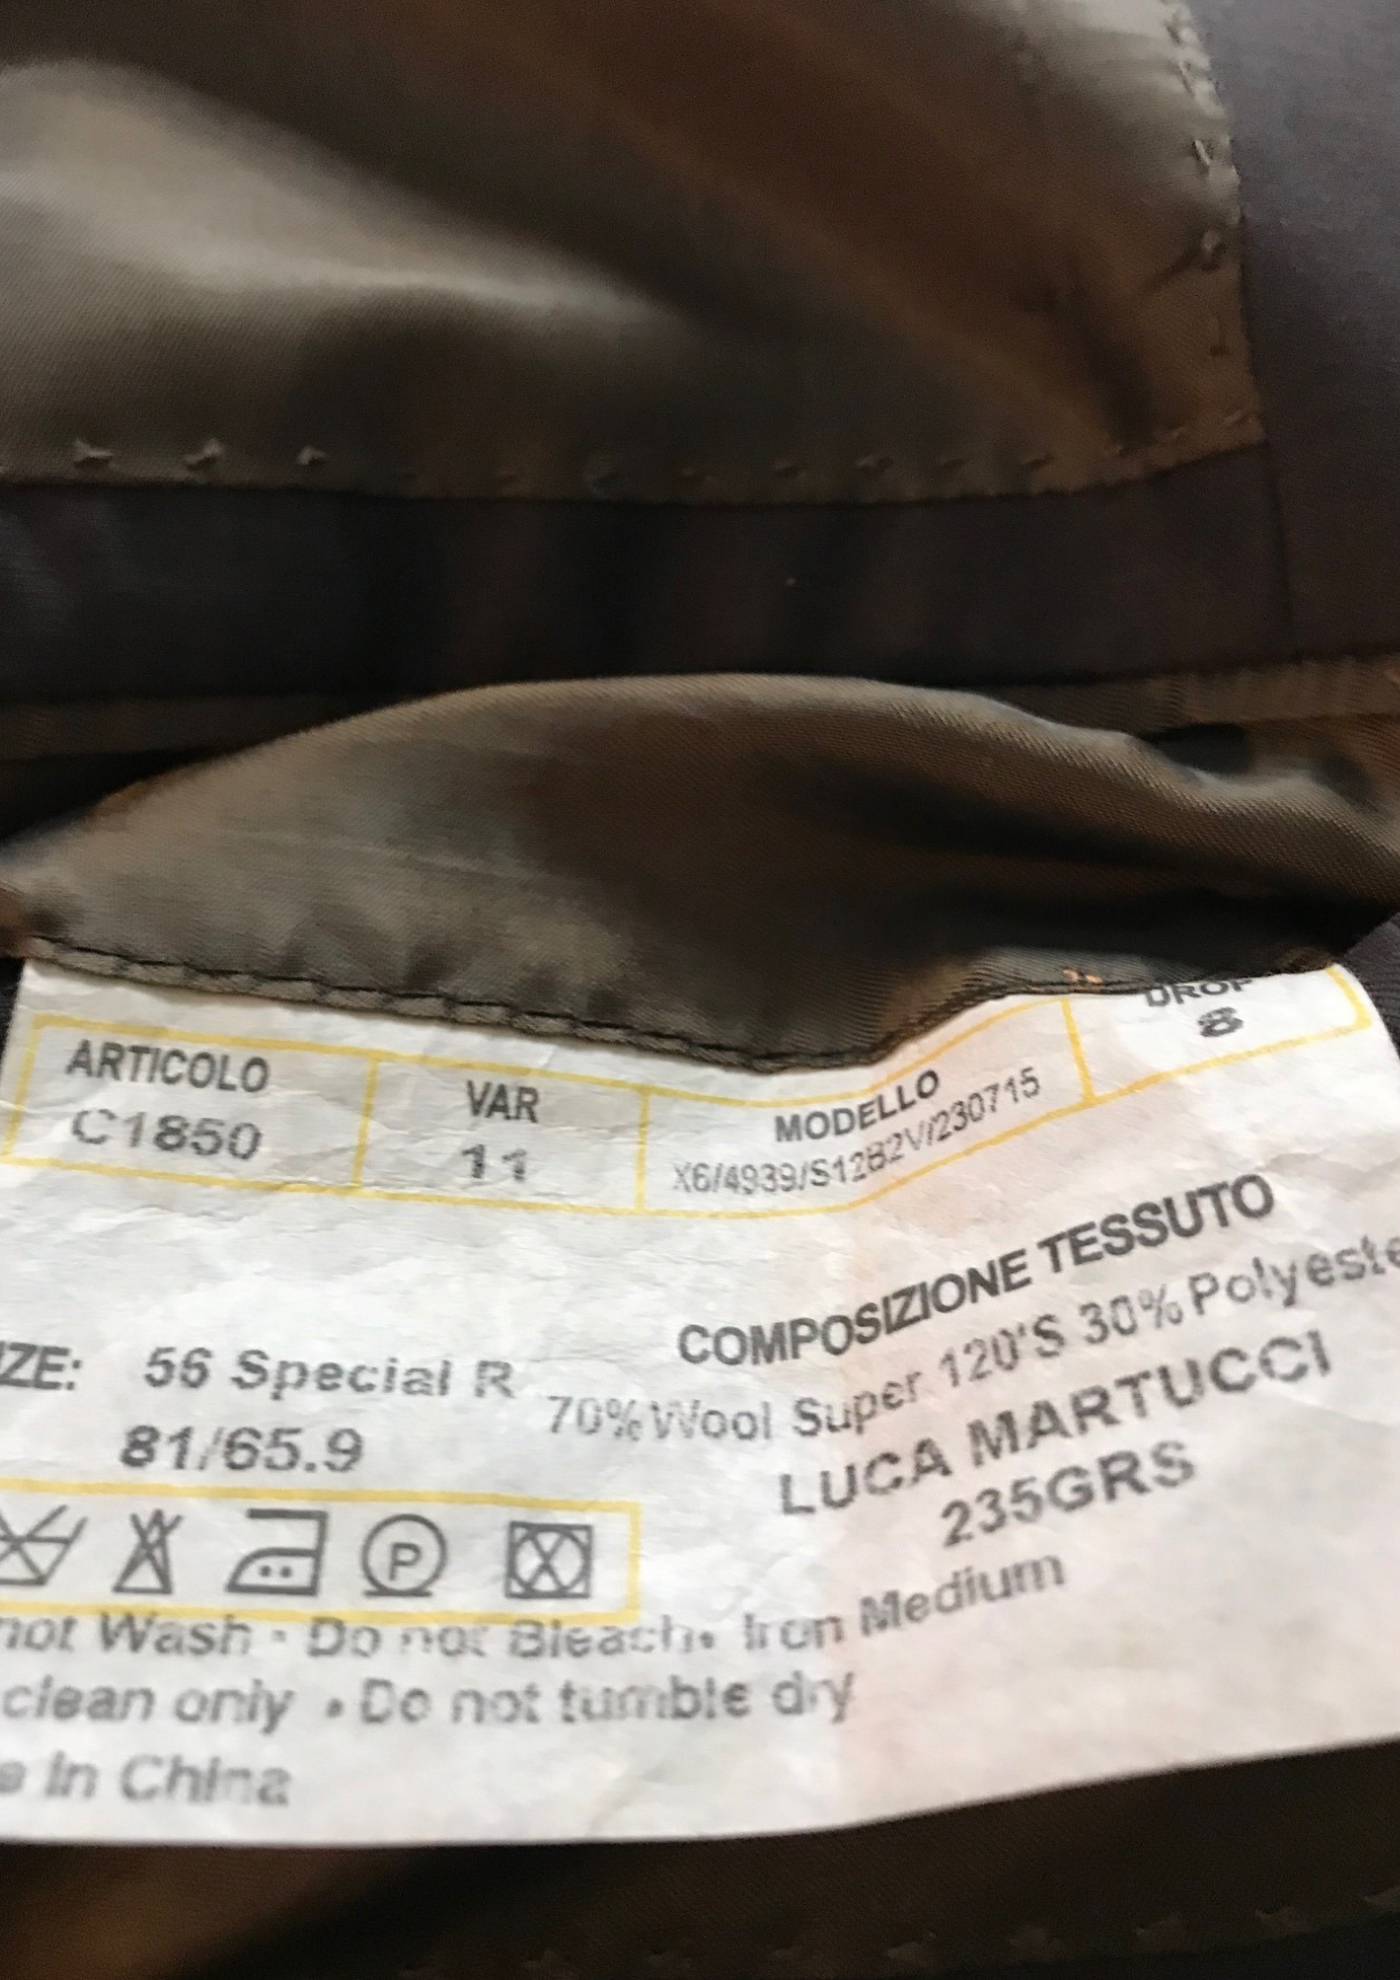 ARTICOLO
C1850
VAR
11
MODELLO
X6/4939/S12B2V/230715
DROP
8
IZE: 56 Special R
81/65.9
COMPOSIZIONE TESSUTO
70%Wool Super 120'S 30%Polyeste
LUCA MARTUCCI
235GRS
P
not Wash · Do not Bleach• Iron Medium
clean only • Do not tumble dry
e in China